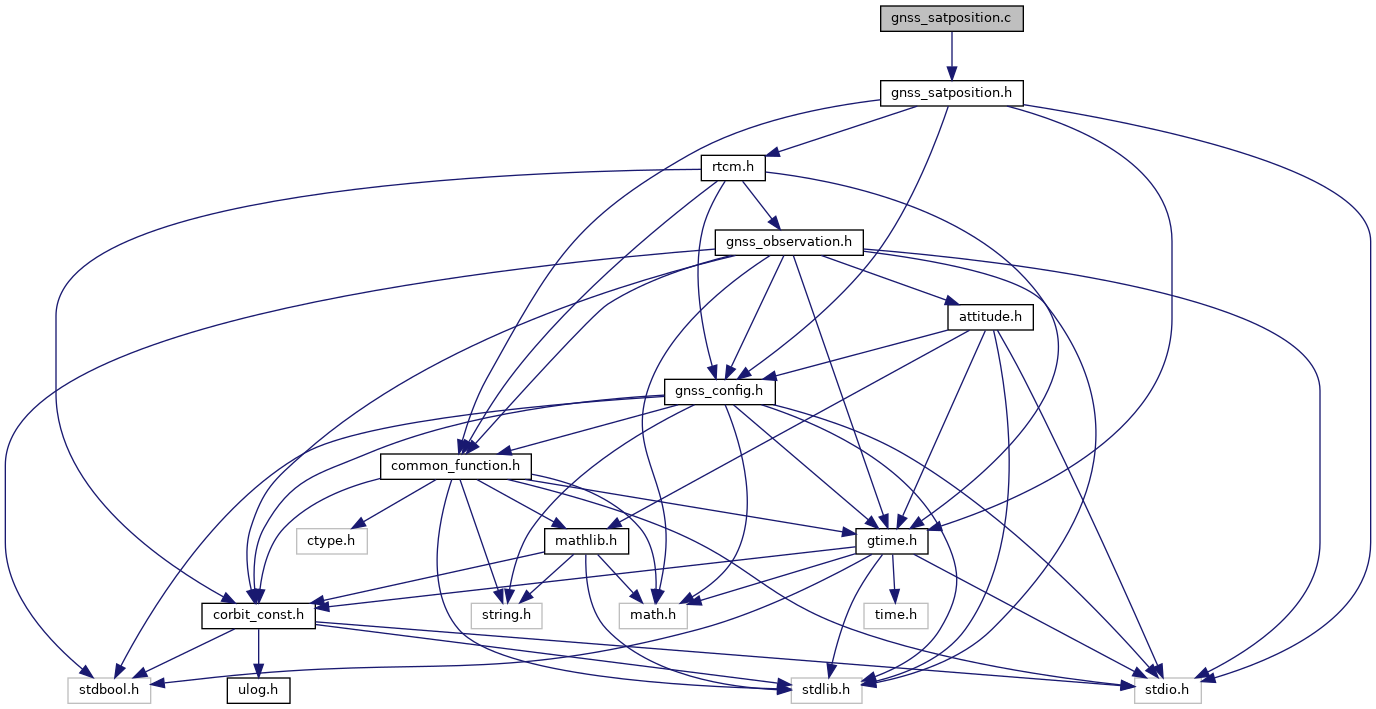 gnss_satposition.c
gnss_satposition.h
rtcm.h
gnss_observation.h
attitude.h
gnss_config.h
common_function.h
ctype.h
mathlib.h
gtime.h
corbit_const.h
string.h
math.h
time.h
stdbool.h
ulog.h
stdlib.h
stdio.h